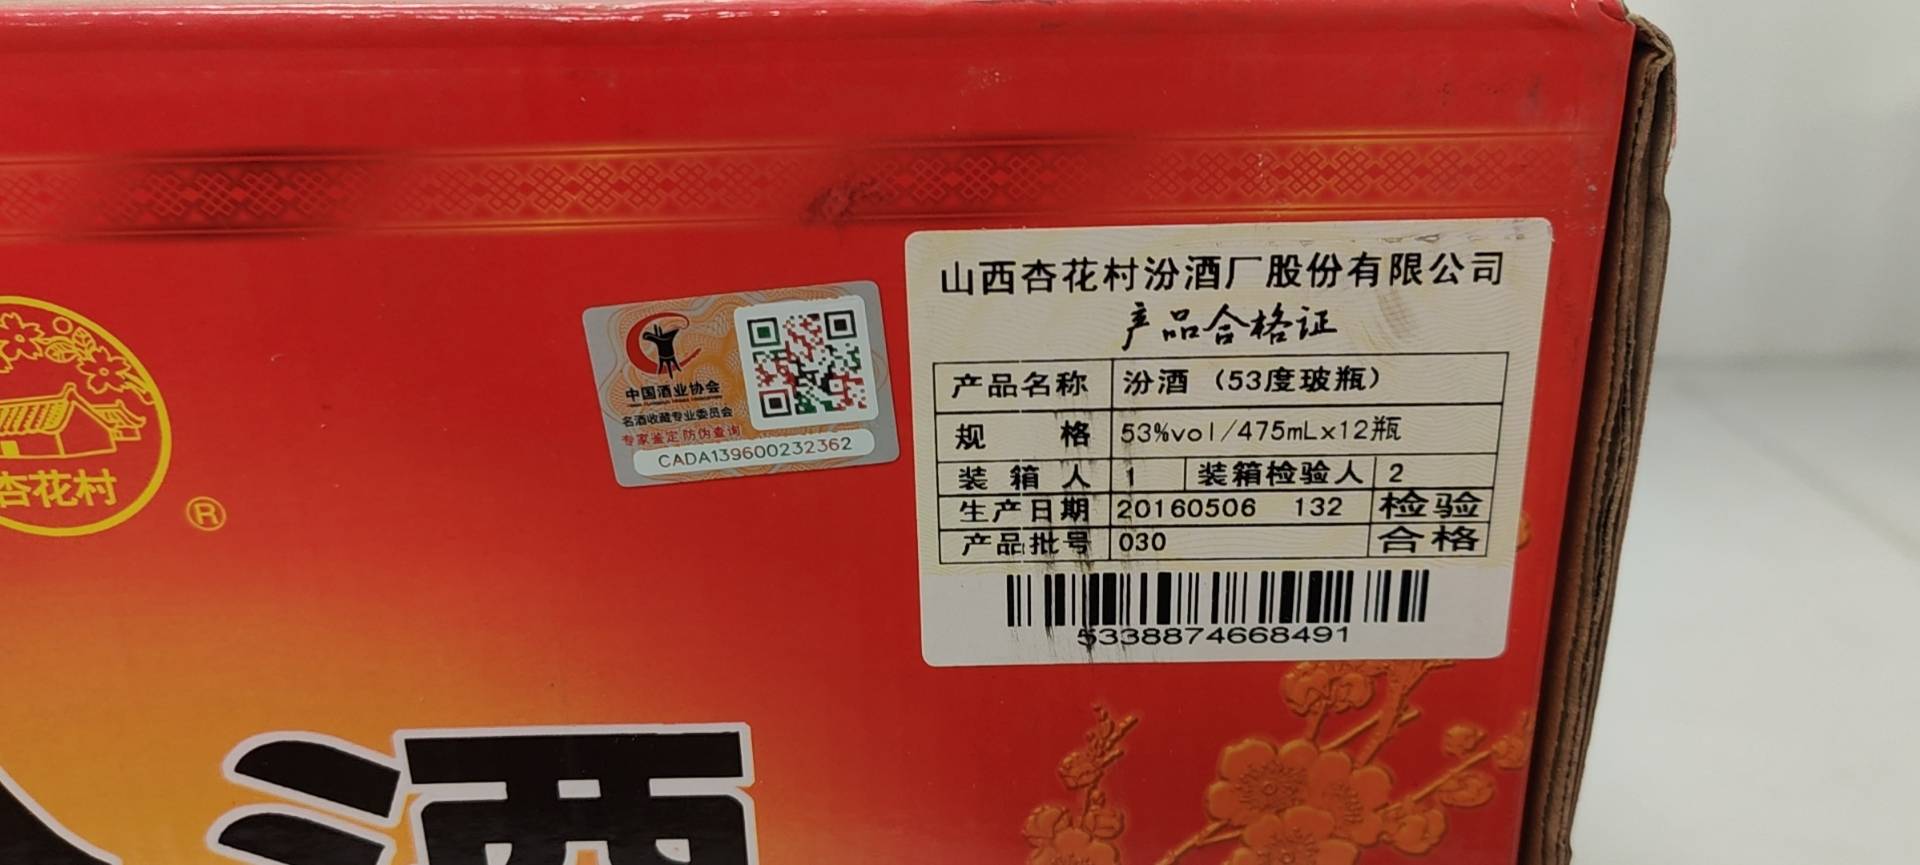 杏花村
®
中国酒业协会
名酒收藏专业委员会
专家鉴定 防伪查询
CADA139600232362
山西杏花村汾酒厂股份有限公司
产品合格证
产品名称 汾酒（53度玻瓶）
规格 53%vol/475mLx12瓶
装箱人 1 装箱检验人 2
生产日期 20160506 132 检验
产品批号 030 合格
5338874668491
酒